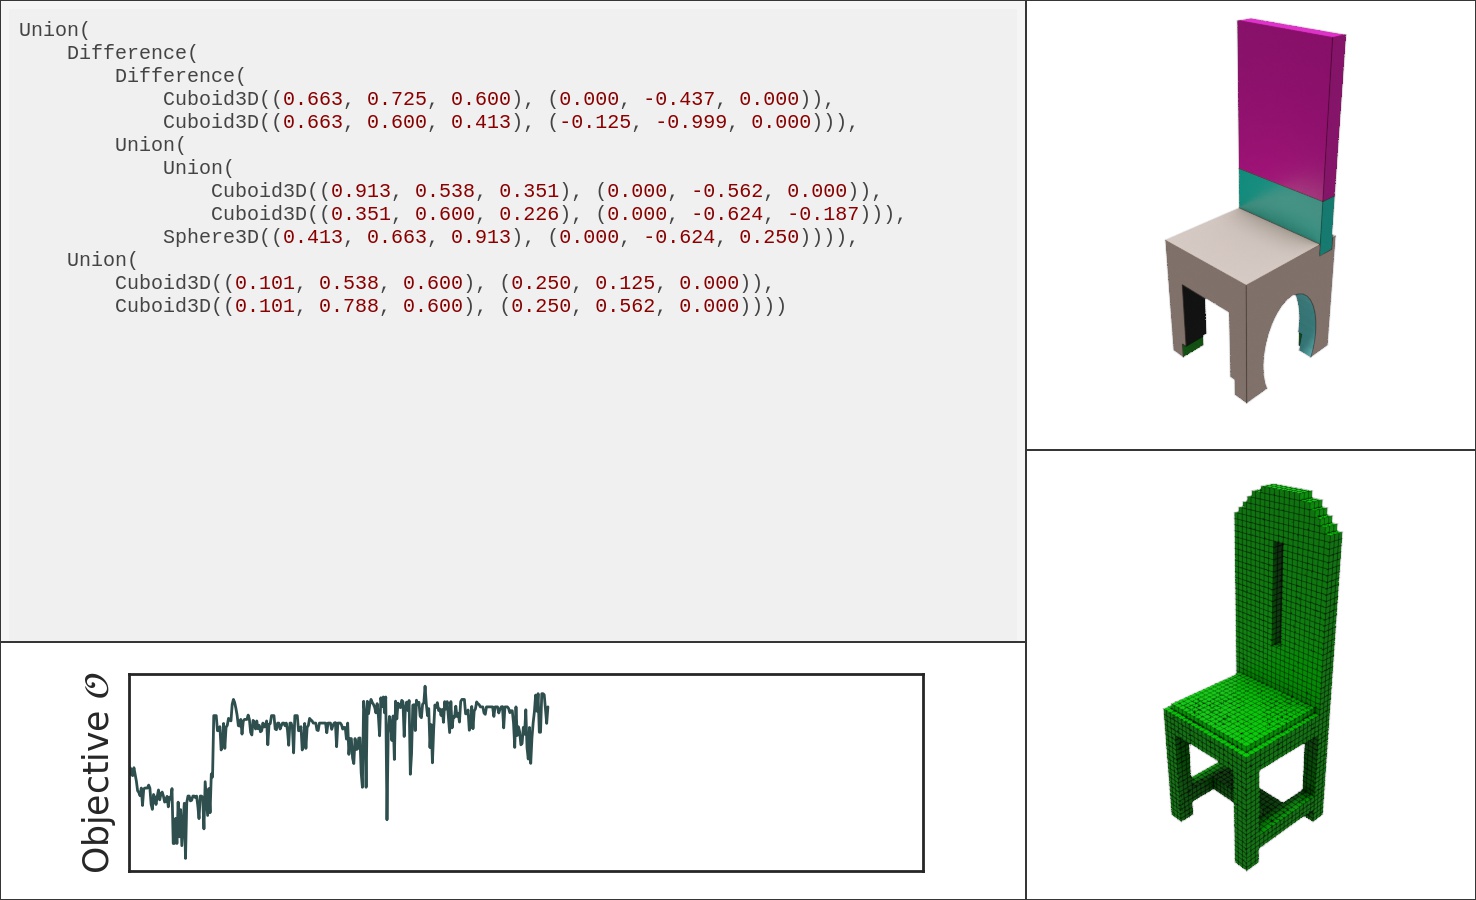 Union(
    Difference(
        Difference(
            Cuboid3D((0.663, 0.725, 0.600), (0.000, -0.437, 0.000)),
            Cuboid3D((0.663, 0.600, 0.413), (-0.125, -0.999, 0.000))),
        Union(
            Union(
                Cuboid3D((0.913, 0.538, 0.351), (0.000, -0.562, 0.000)),
                Cuboid3D((0.351, 0.600, 0.226), (0.000, -0.624, -0.187))),
            Sphere3D((0.413, 0.663, 0.913), (0.000, -0.624, 0.250)))),
    Union(
        Cuboid3D((0.101, 0.538, 0.600), (0.250, 0.125, 0.000)),
        Cuboid3D((0.101, 0.788, 0.600), (0.250, 0.562, 0.000))))
Objective 𝒪